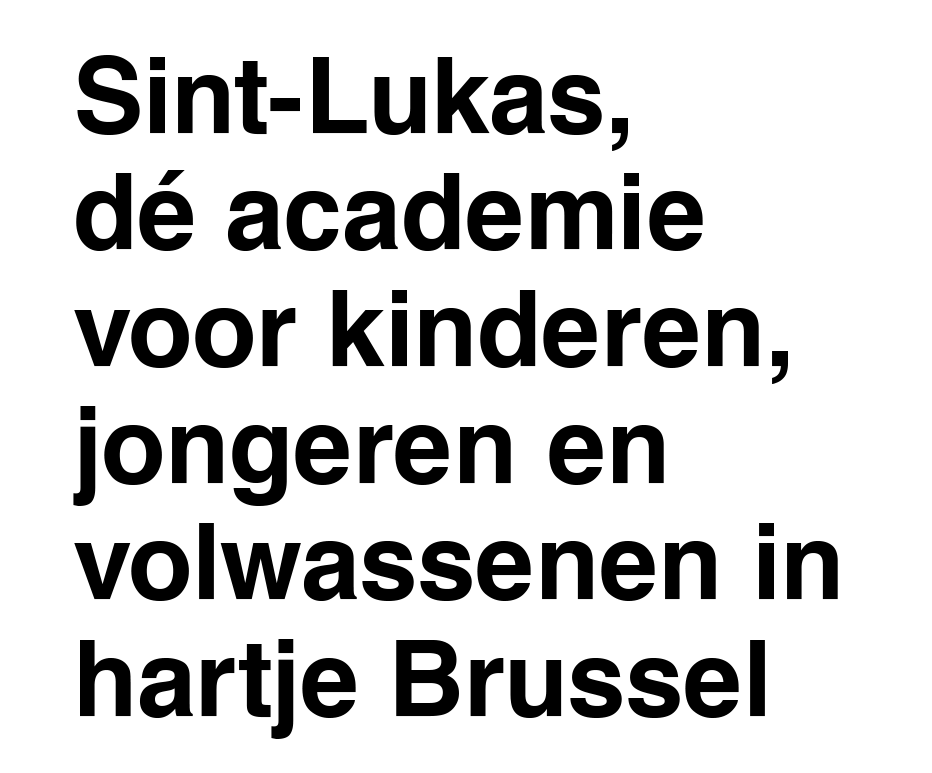 Sint-Lukas,
dé academie
voor kinderen,
jongeren en
volwassenen in
hartje Brussel